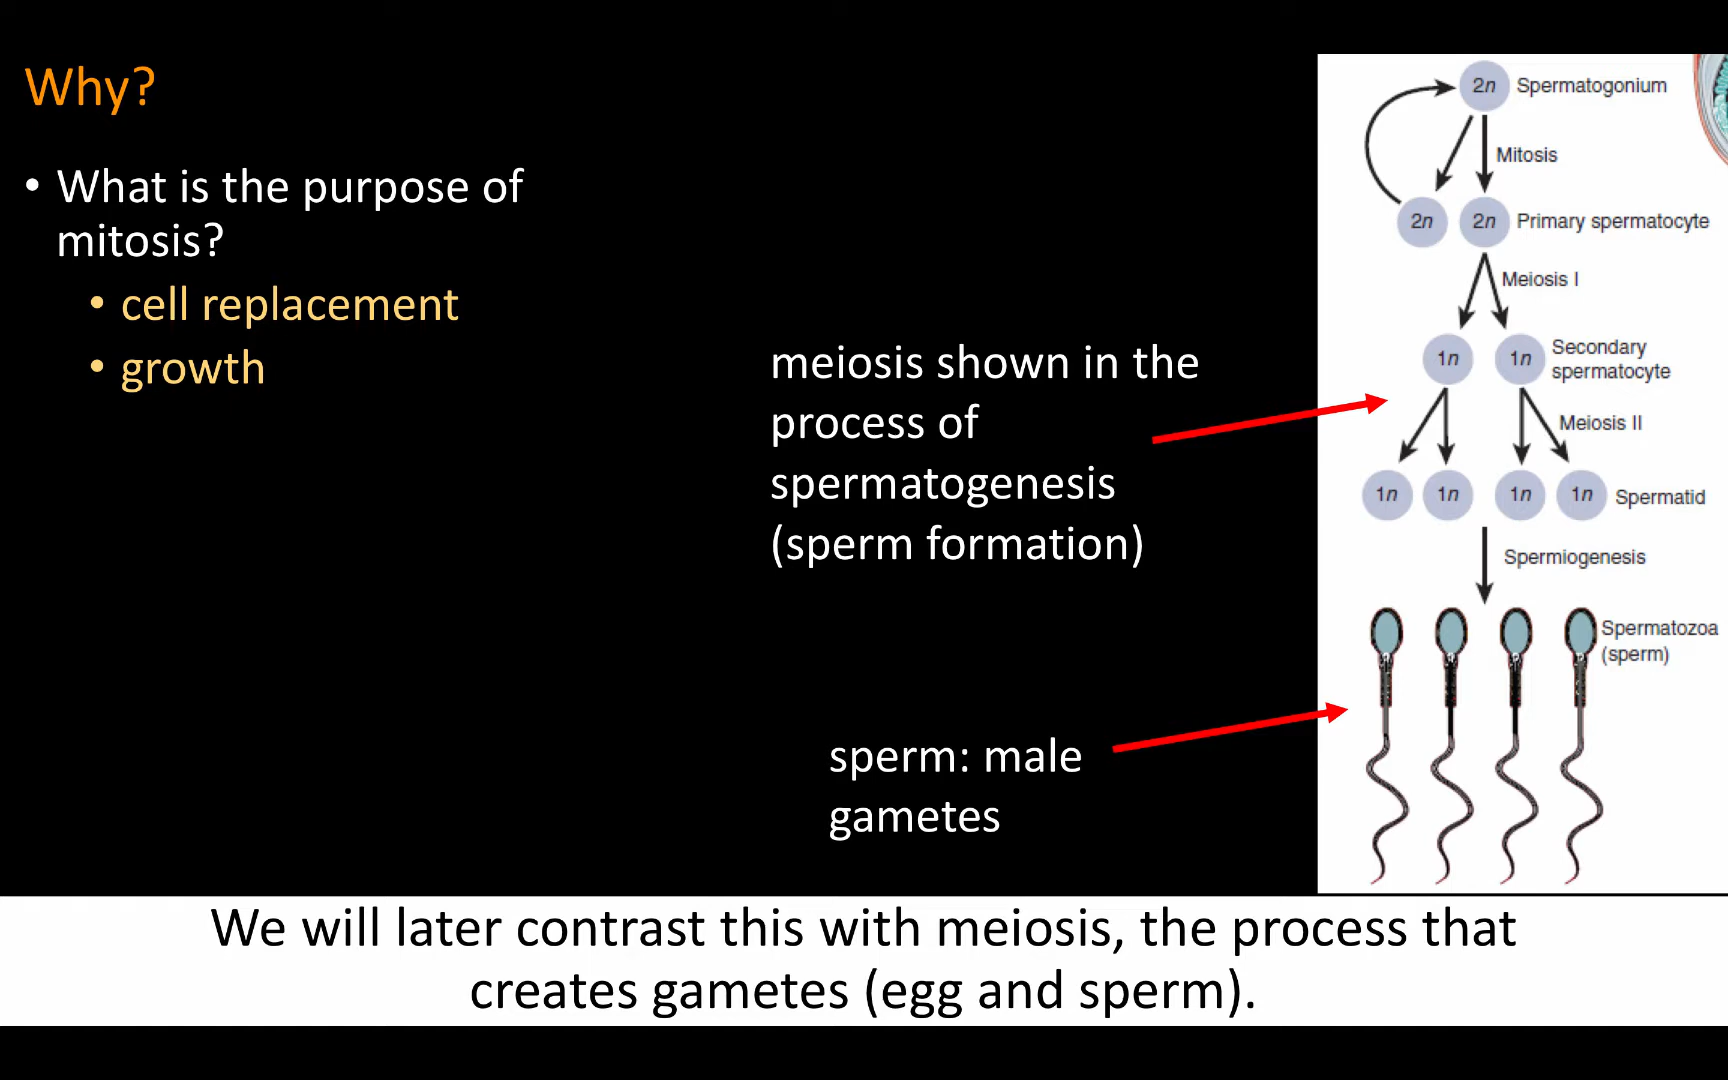 Why?
• What is the purpose of
mitosis?
• cell replacement
• growth
meiosis shown in the
process of
spermatogenesis
(sperm formation)
sperm: male
gametes
2n Spermatogonium
Mitosis
2n 2n Primary spermatocyte
Meiosis I
1n 1n Secondary
spermatocyte
Meiosis II
1n 1n 1n 1n Spermatid
Spermiogenesis
Spermatozoa
(sperm)
We will later contrast this with meiosis, the process that
creates gametes (egg and sperm).